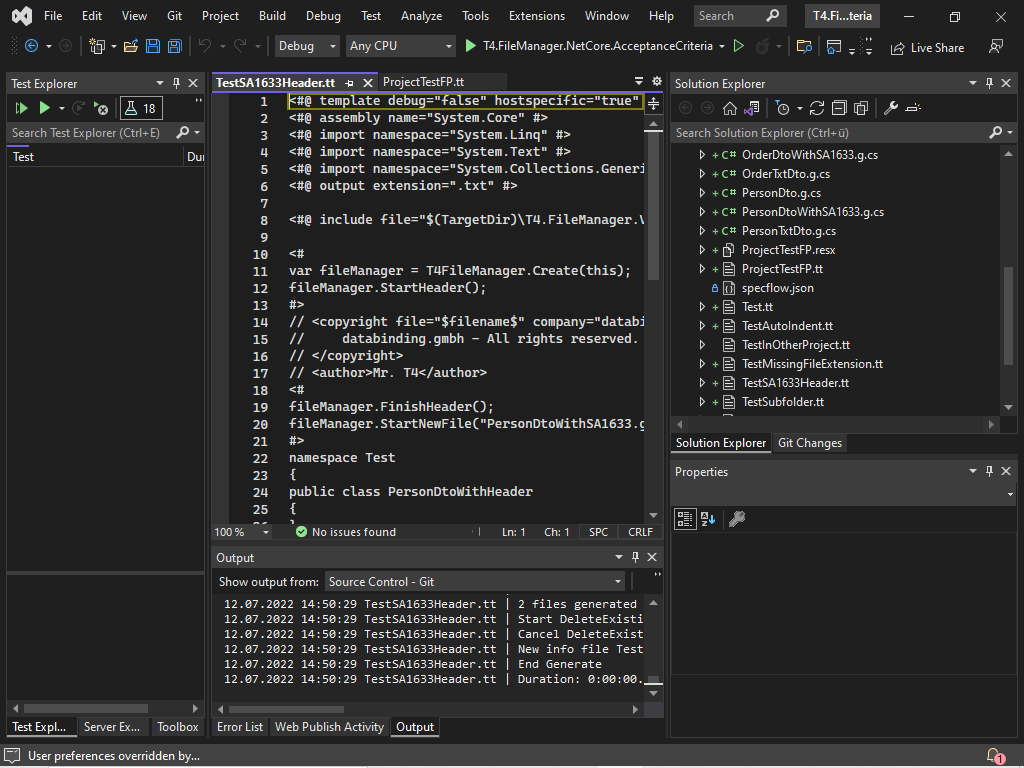 File Edit View Git Project Build Debug Test Analyze Tools Extensions Window Help Search T4.Fi...teria
Debug Any CPU T4.FileManager.NetCore.AcceptanceCriteria Live Share
Test Explorer
18
Search Test Explorer (Ctrl+E)
Test Dur
TestSA1633Header.tt ProjectTestFP.tt
1 <#@ template debug="false" hostspecific="true"
2 <#@ assembly name="System.Core" #>
3 <#@ import namespace="System.Linq" #>
4 <#@ import namespace="System.Text" #>
5 <#@ import namespace="System.Collections.Generi
6 <#@ output extension=".txt" #>
7
8 <#@ include file="$(TargetDir)\T4.FileManager.V
9
10 <#
11 var fileManager = T4FileManager.Create(this);
12 fileManager.StartHeader();
13 #>
14 // <copyright file="$filename$" company="databi
15 //     databinding.gmbh - All rights reserved.
16 // </copyright>
17 // <author>Mr. T4</author>
18 <#
19 fileManager.FinishHeader();
20 fileManager.StartNewFile("PersonDtoWithSA1633.g
21 #>
22 namespace Test
23 {
24 public class PersonDtoWithHeader
25 {
100 % No issues found Ln: 1 Ch: 1 SPC CRLF
Output
Show output from: Source Control - Git
12.07.2022 14:50:29 TestSA1633Header.tt | 2 files generated
12.07.2022 14:50:29 TestSA1633Header.tt | Start DeleteExisti
12.07.2022 14:50:29 TestSA1633Header.tt | Cancel DeleteExist
12.07.2022 14:50:29 TestSA1633Header.tt | New info file Test
12.07.2022 14:50:29 TestSA1633Header.tt | End Generate
12.07.2022 14:50:29 TestSA1633Header.tt | Duration: 0:00:00.
Solution Explorer
Search Solution Explorer (Ctrl+ü)
+ C# OrderDtoWithSA1633.g.cs
+ C# OrderTxtDto.g.cs
+ C# PersonDto.g.cs
+ C# PersonDtoWithSA1633.g.cs
+ C# PersonTxtDto.g.cs
+ ProjectTestFP.resx
+ ProjectTestFP.tt
specflow.json
+ Test.tt
+ TestAutoIndent.tt
TestInOtherProject.tt
+ TestMissingFileExtension.tt
+ TestSA1633Header.tt
+ TestSubfolder.tt
Solution Explorer Git Changes
Properties
Test Expl... Server Ex... Toolbox Error List Web Publish Activity Output
User preferences overridden by... 1